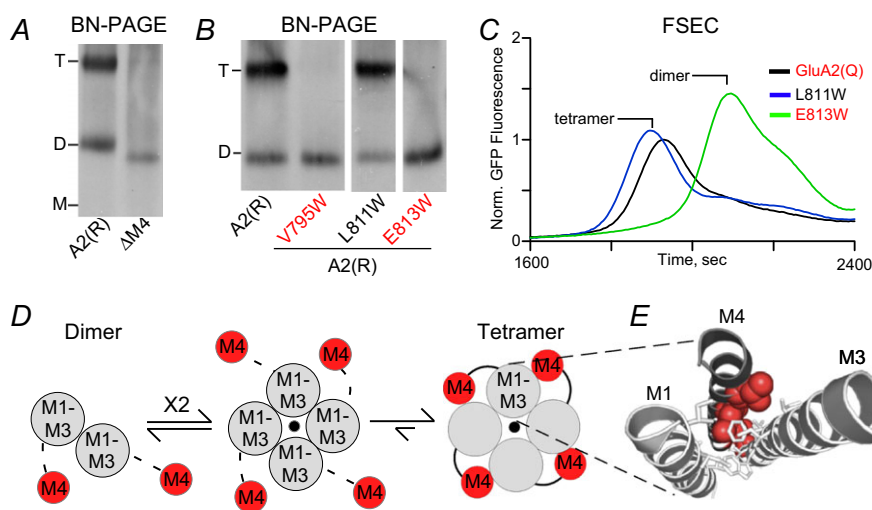 A BN-PAGE
T
D
M
A2(R) ΔM4
B BN-PAGE
T
D
A2(R) V795W L811W E813W
A2(R)
C FSEC
Norm. GFP Fluorescence
2
1
0
1600 Time, sec 2400
tetramer
dimer
GluA2(Q)
L811W
E813W
D Dimer
M1-
M3
M1-
M3
M4
M4
X2
M4
M4
M1-
M3
M1-
M3
M1-
M3
M1-
M3
M4
M4
Tetramer
M4
M4
M1-
M3
M4
M4
E
M4
M1
M3